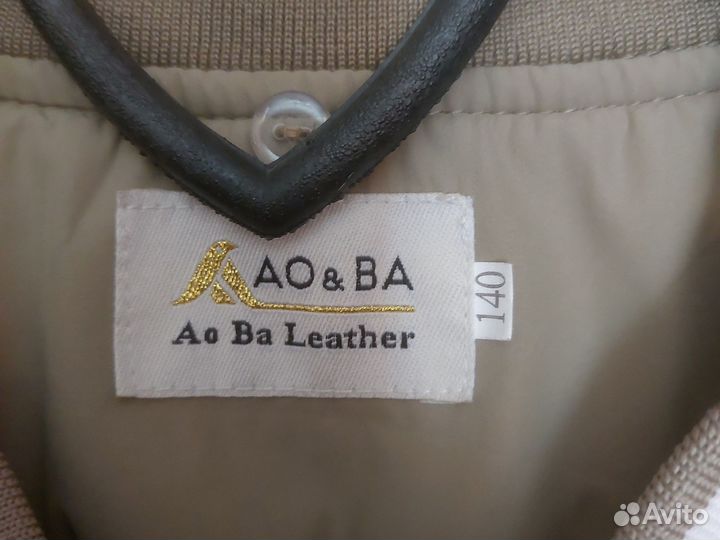 AO & BA
Ao Ba Leather
140
Avito